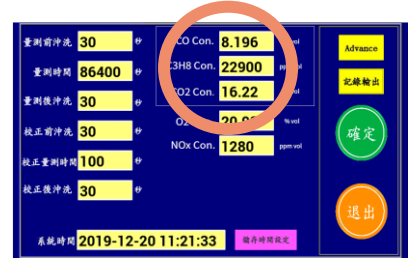 量測前沖洗 30 秒
量測時間 86400 秒
量測後沖洗 30 秒
校正前沖洗 30 秒
校正量測時間 100 秒
校正後沖洗 30 秒
系統時間 2019-12-20 11:21:33 儲存時間設定
CO Con. 8.196 vol
C3H8 Con. 22900
CO2 Con. 16.22 vol
% vol
NOx Con. 1280 ppm vol
Advance
記錄輸出
確定
退出